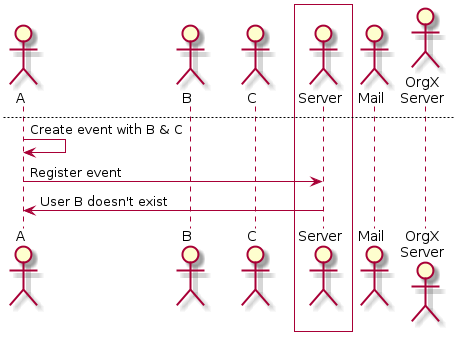 A B C Server Mail OrgX
Server
Create event with B & C
Register event
User B doesn't exist
A B C Server Mail OrgX
Server